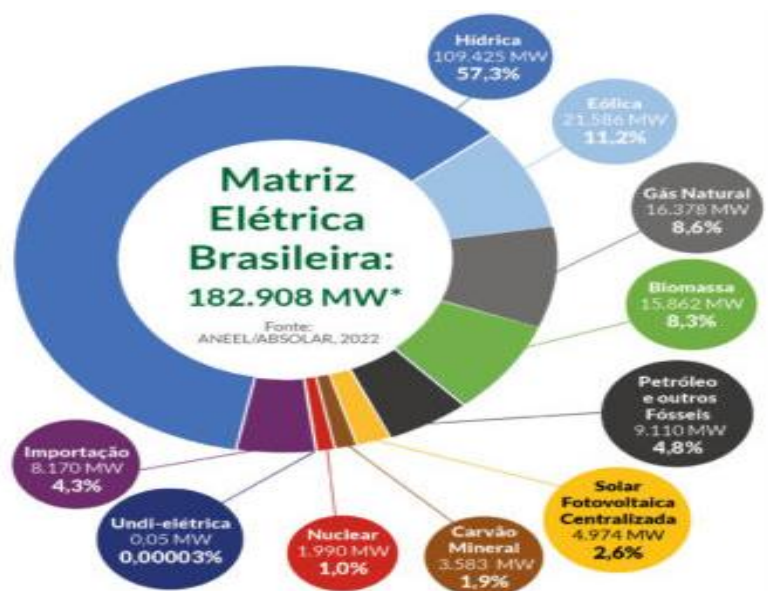 Matriz
Elétrica
Brasileira:
182.908 MW*
Fonte:
ANEEL/ABSOLAR, 2022
Hídrica
109.425 MW
57,3%
Eólica
21.586 MW
11,2%
Gás Natural
16.378 MW
8,6%
Biomassa
15.862 MW
8,3%
Petróleo
e outros
Fósseis
9.110 MW
4,8%
Solar
Fotovoltaica
Centralizada
4.974 MW
2,6%
Carvão
Mineral
3.583 MW
1,9%
Nuclear
1.990 MW
1,0%
Undi-elétrica
0,05 MW
0,00003%
Importação
8.170 MW
4,3%